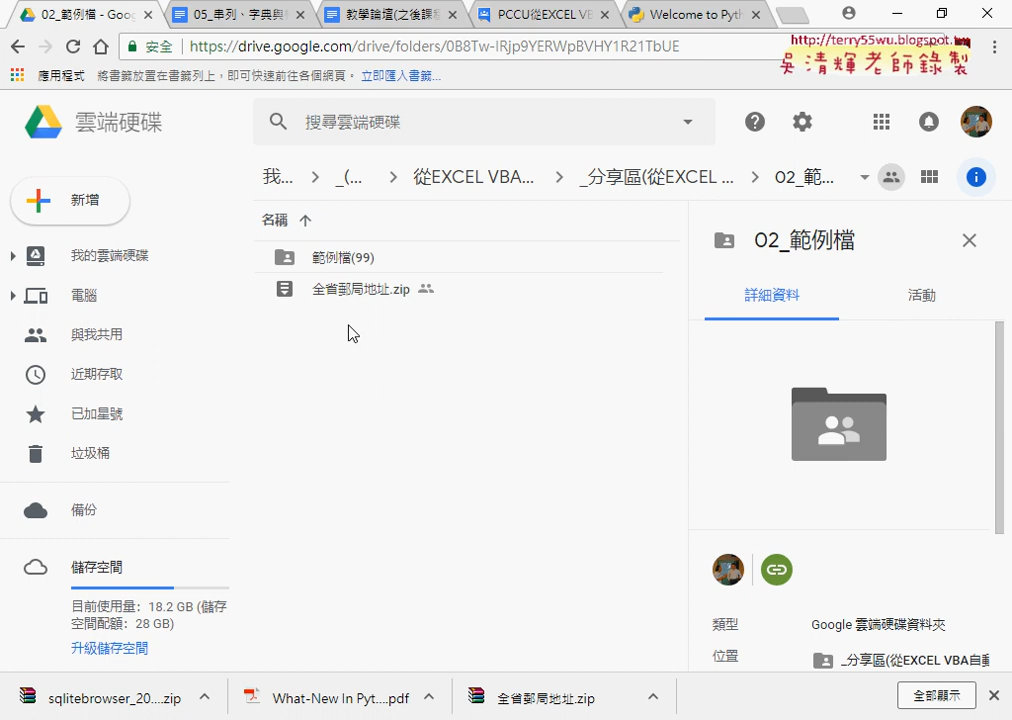 02_範例檔 - Goo
05_串列、字典與
教學論壇(之後課
PCCU從EXCEL VB
Welcome to Pyth
安全
https://drive.google.com/drive/folders/0B8Tw-IRjp9YERWpBVHY1R21TbUE
http://terry55wu.blogspot.tw
吳清輝老師錄製
應用程式
將書籤放置在書籤列上，即可快速前往各個網頁。
立即匯入書籤...
雲端硬碟
搜尋雲端硬碟
新增
我... > _(... > 從EXCEL VBA... > _分享區(從EXCEL ... > 02_範...
名稱
範例檔(99)
全省郵局地址.zip
我的雲端硬碟
電腦
與我共用
近期存取
已加星號
垃圾桶
備份
儲存空間
目前使用量： 18.2 GB (儲存
空間配額： 28 GB)
升級儲存空間
02_範例檔
詳細資料
活動
類型
Google 雲端硬碟資料夾
位置
_分享區(從EXCEL VBA自動
sqlitebrowser_20....zip
What-New In Pyt....pdf
全省郵局地址.zip
全部顯示